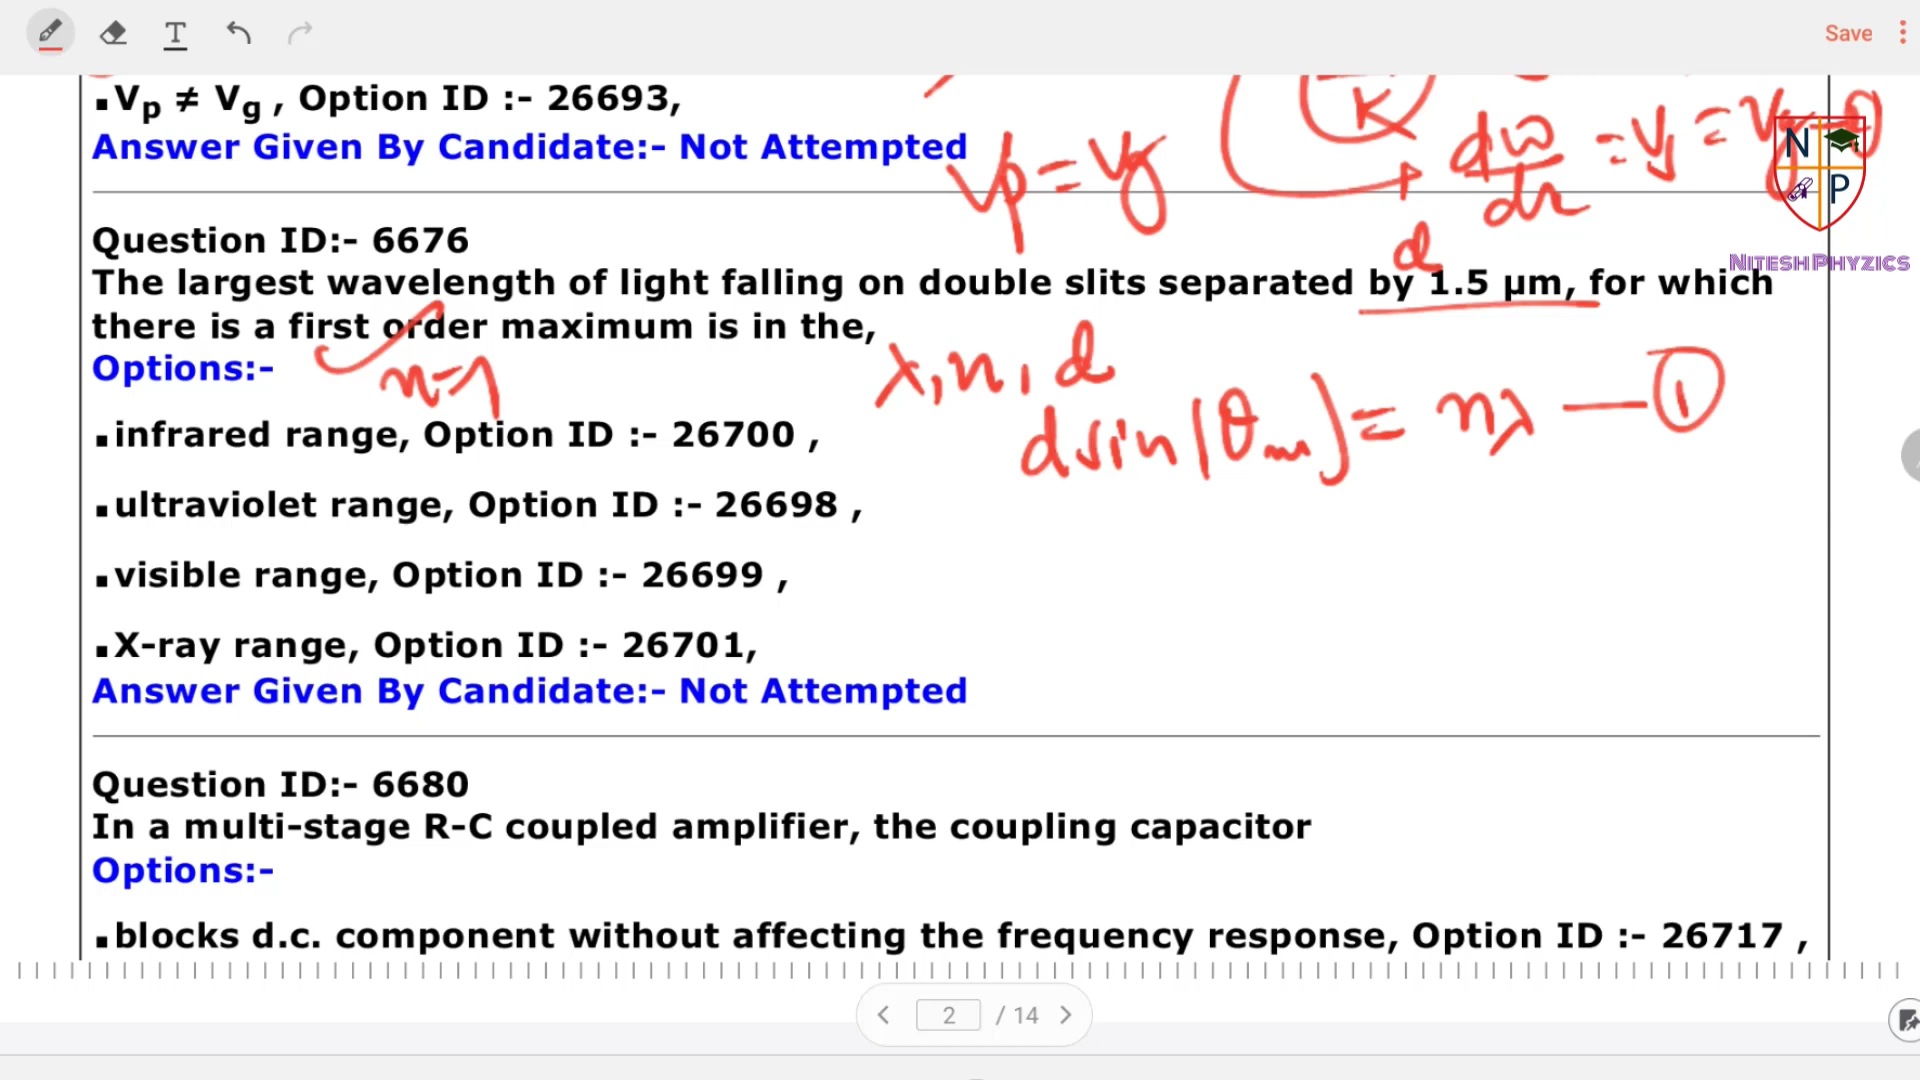 T
Save
▪Vp ≠ Vg , Option ID :- 26693,
Answer Given By Candidate:- Not Attempted
K
Vp = Vg
dω/dk = Vg = Vg
N P
NITESHPHYZICS
Question ID:- 6676
d
The largest wavelength of light falling on double slits separated by 1.5 μm, for which
there is a first order maximum is in the,
Options:-
n=1
λ, n, d
d sin(θm) = nλ — ①
▪infrared range, Option ID :- 26700 ,
▪ultraviolet range, Option ID :- 26698 ,
▪visible range, Option ID :- 26699 ,
▪X-ray range, Option ID :- 26701,
Answer Given By Candidate:- Not Attempted
Question ID:- 6680
In a multi-stage R-C coupled amplifier, the coupling capacitor
Options:-
▪blocks d.c. component without affecting the frequency response, Option ID :- 26717 ,
2 / 14